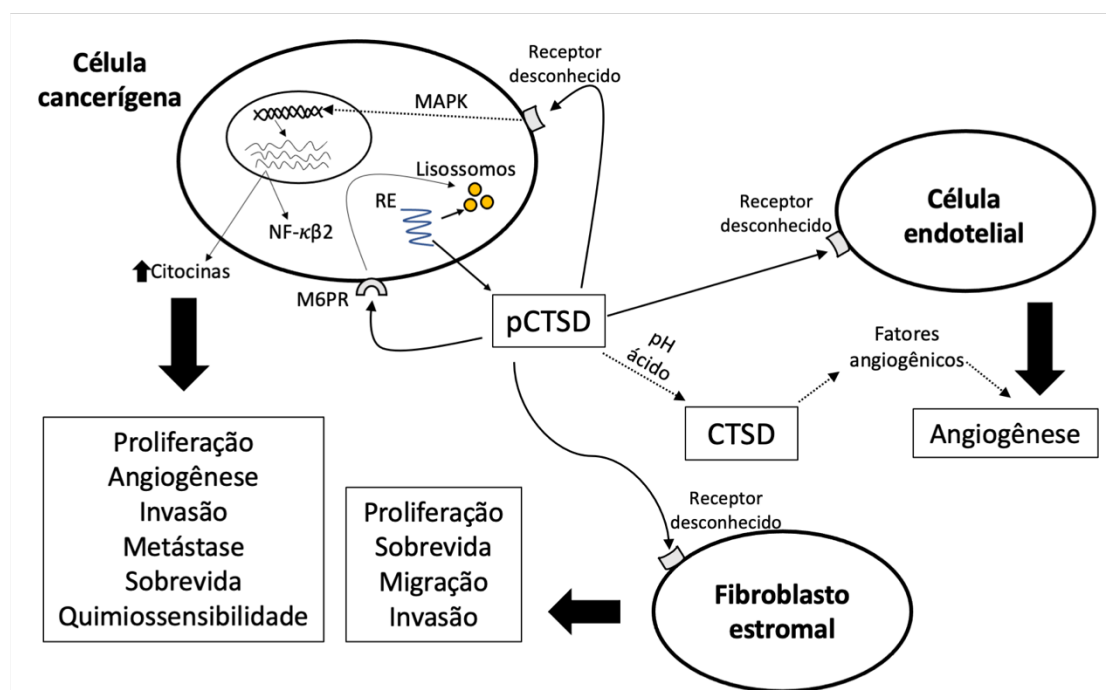 Célula
cancerígena
Receptor
desconhecido
MAPK
Lisossomos
RE
NF-κβ2
Citocinas
M6PR
pCTSD
Receptor
desconhecido
Célula
endotelial
pH
ácido
Fatores
angiogênicos
CTSD
Angiogênese
Proliferação
Angiogênese
Invasão
Metástase
Sobrevida
Quimiossensibilidade
Proliferação
Sobrevida
Migração
Invasão
Receptor
desconhecido
Fibroblasto
estromal